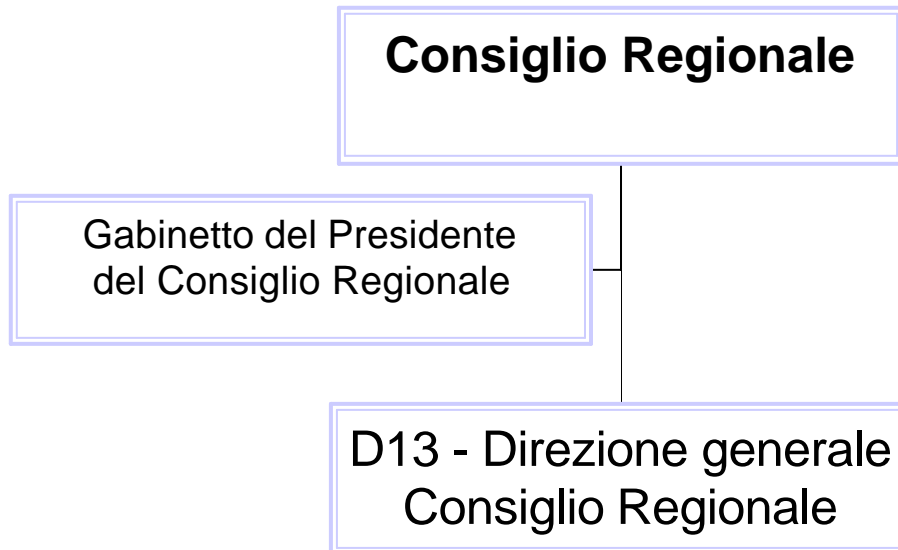 Consiglio Regionale
Gabinetto del Presidente
del Consiglio Regionale
D13 - Direzione generale
Consiglio Regionale